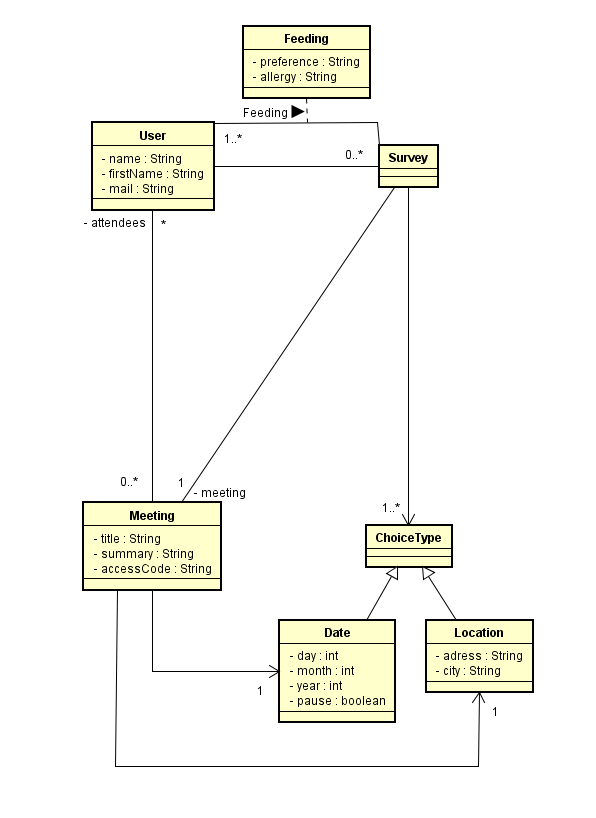 Feeding
- preference : String
- allergy : String
Feeding
User
- name : String
- firstName : String
- mail : String
1..*
0..*
Survey
- attendees
*
0..*
1
- meeting
Meeting
- title : String
- summary : String
- accessCode : String
1..*
ChoiceType
Date
- day : int
- month : int
- year : int
- pause : boolean
1
Location
- adress : String
- city : String
1